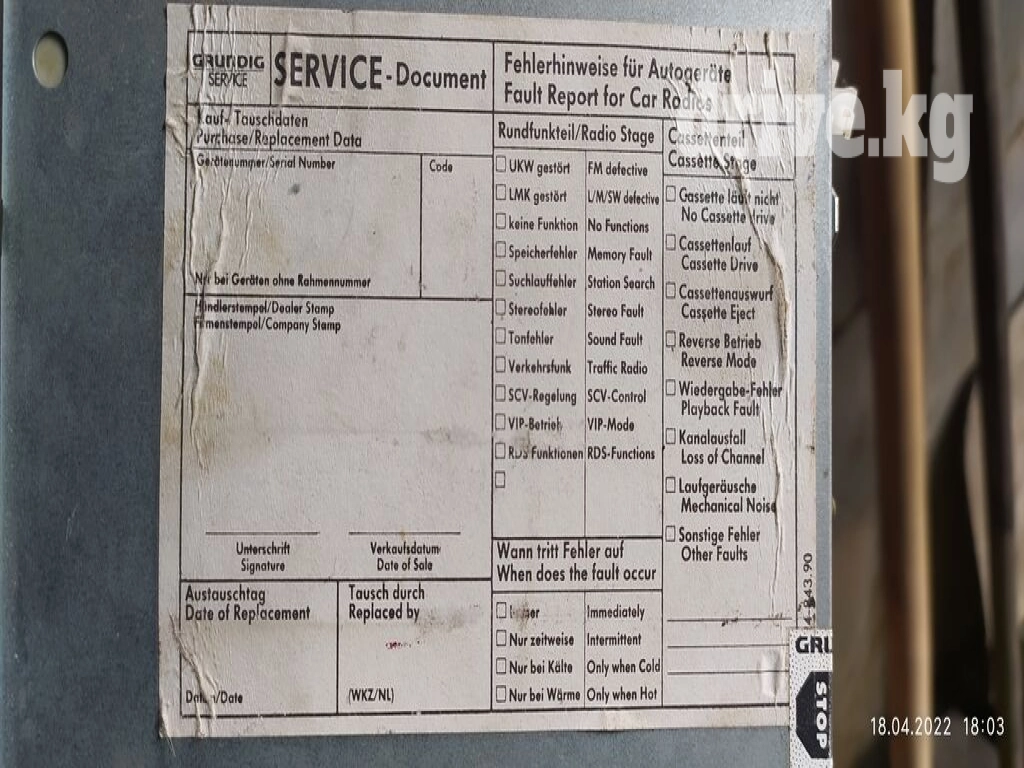 GRUNDIG
SERVICE
SERVICE-Document
Fehlerhinweise für Autogeräte
Fault Report for Car Radios
Kauf- Tauschdaten
Purchase/Replacement Data
Gerätenummer/Serial Number
Code
Nur bei Geräten ohne Rahmennummer
Händlerstempel/Dealer Stamp
Firmenstempel/Company Stamp
Unterschrift
Signature
Verkaufsdatum
Date of Sale
Austauschtag
Date of Replacement
Datum/Date
Tausch durch
Replaced by
(WKZ/NL)
Rundfunkteil/Radio Stage
UKW gestört FM defective
LMK gestört L/M/SW defective
keine Funktion No Functions
Speicherfehler Memory Fault
Suchlauffehler Station Search
Stereofehler Stereo Fault
Tonfehler Sound Fault
Verkehrsfunk Traffic Radio
SCV-Regelung SCV-Control
VIP-Betrieb VIP-Mode
RDS Funktionen RDS-Functions
Wann tritt Fehler auf
When does the fault occur
Immediately
Nur zeitweise Intermittent
Nur bei Kälte Only when Cold
Nur bei Wärme Only when Hot
Cassettenteil
Cassette Stage
Cassette läuft nicht
No Cassette drive
Cassettenlauf
Cassette Drive
Cassettenauswurf
Cassette Eject
Reverse Betrieb
Reverse Mode
Wiedergabe-Fehler
Playback Fault
Kanalausfall
Loss of Channel
Laufgeräusche
Mechanical Noise
Sonstige Fehler
Other Faults
843.90
GRU
STOP
drive.kg
18.04.2022 18:03